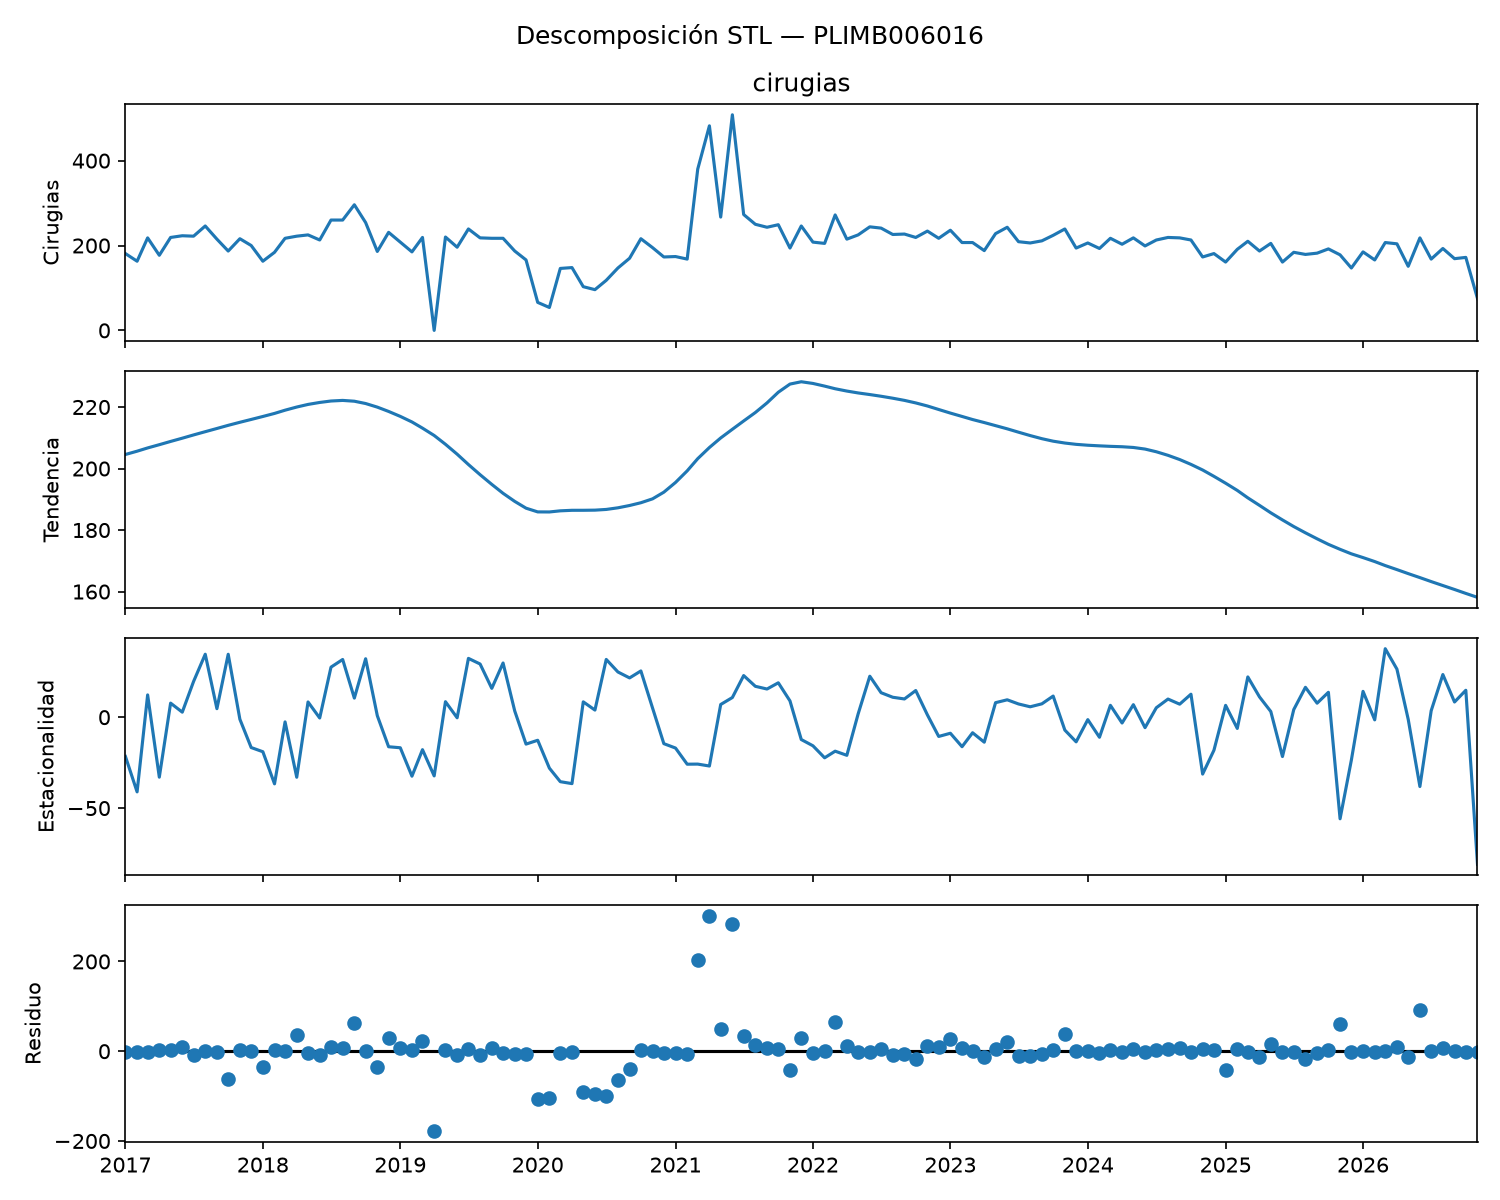 Descomposición STL — PLIMB006016
cirugias
Cirugias
400
200
0
Tendencia
220
200
180
160
Estacionalidad
0
−50
Residuo
200
0
−200
2017 2018 2019 2020 2021 2022 2023 2024 2025 2026